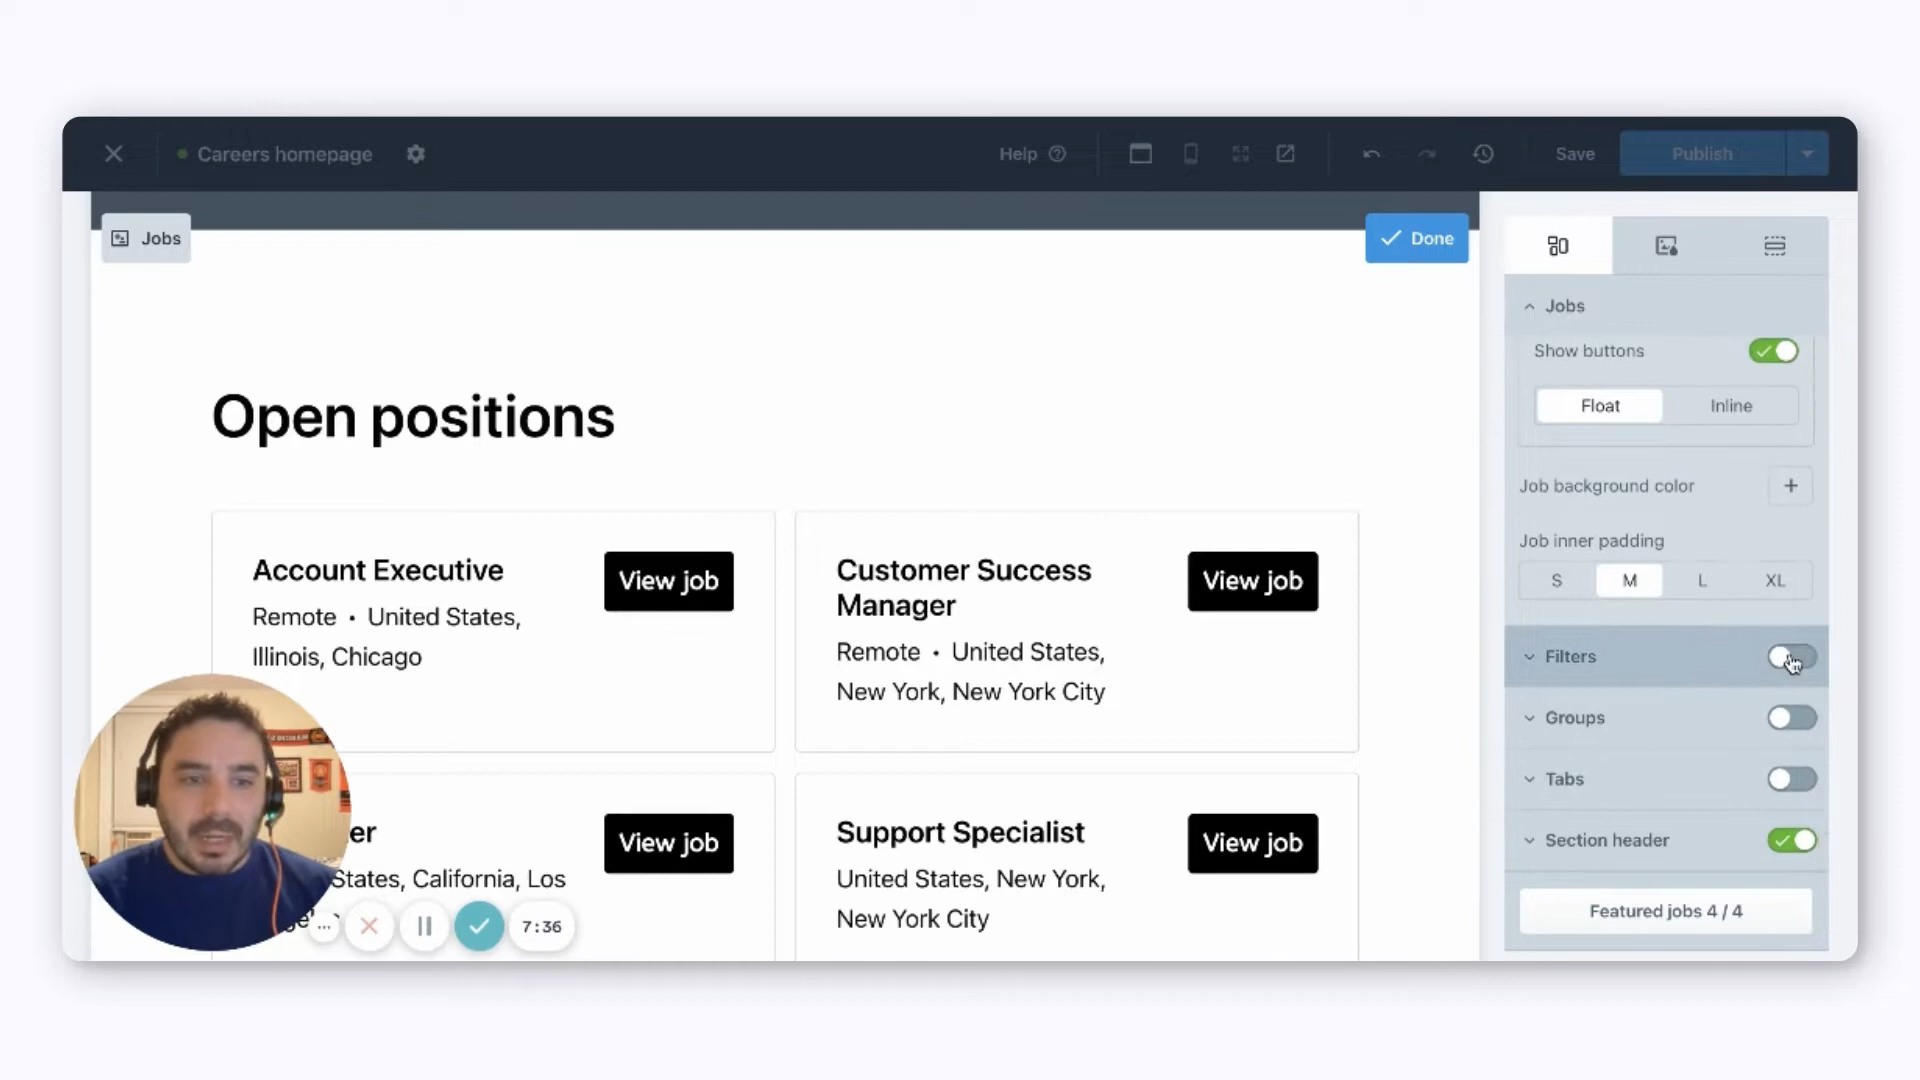 Careers homepage
Help
Save
Publish
Jobs
Done
Open positions
Account Executive
Remote • United States,
Illinois, Chicago
View job
Customer Success
Manager
Remote • United States,
New York, New York City
View job
er
States, California, Los
View job
Support Specialist
United States, New York,
New York City
View job
7:36
Jobs
Show buttons
Float
Inline
Job background color
Job inner padding
S
M
L
XL
Filters
Groups
Tabs
Section header
Featured jobs 4 / 4